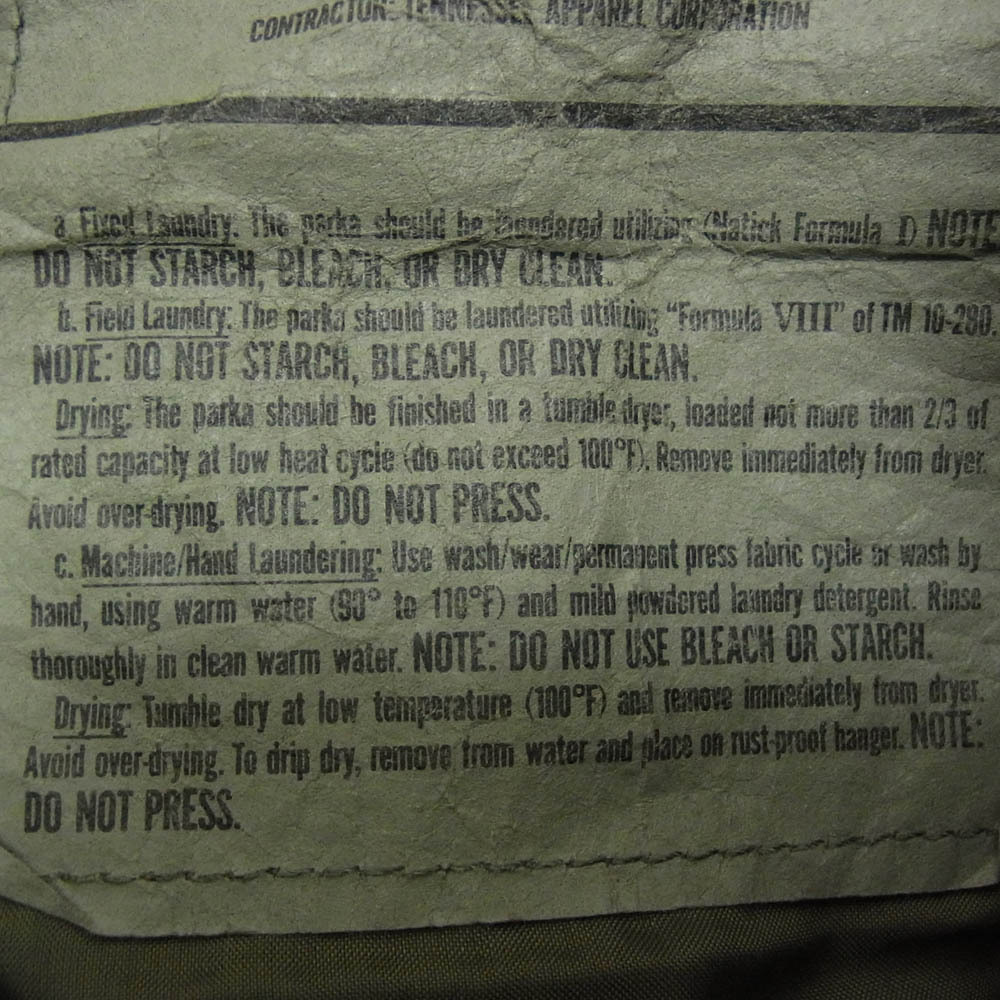 CONTRACTOR: TENNESSEE APPAREL CORPORATION
a Fixed Laundry: The parka should be laundered utilizing (Natick Formula I) NOTE
DO NOT STARCH, BLEACH, OR DRY CLEAN.
b. Field Laundry: The parka should be laundered utilizing "Formula VIII" of TM 10-280.
NOTE: DO NOT STARCH, BLEACH, OR DRY CLEAN.
Drying: The parka should be finished in a tumble dryer, loaded not more than 2/3 of
rated capacity at low heat cycle (do not exceed 100°F). Remove immediately from dryer.
Avoid over-drying. NOTE: DO NOT PRESS.
c. Machine/Hand Laundering: Use wash/wear/permanent press fabric cycle or wash by
hand, using warm water (90° to 110°F) and mild powdered laundry detergent. Rinse
thoroughly in clean warm water. NOTE: DO NOT USE BLEACH OR STARCH.
Drying: Tumble dry at low temperature (100°F) and remove immediately from dryer.
Avoid over-drying. To drip dry, remove from water and place on rust-proof hanger. NOTE:
DO NOT PRESS.